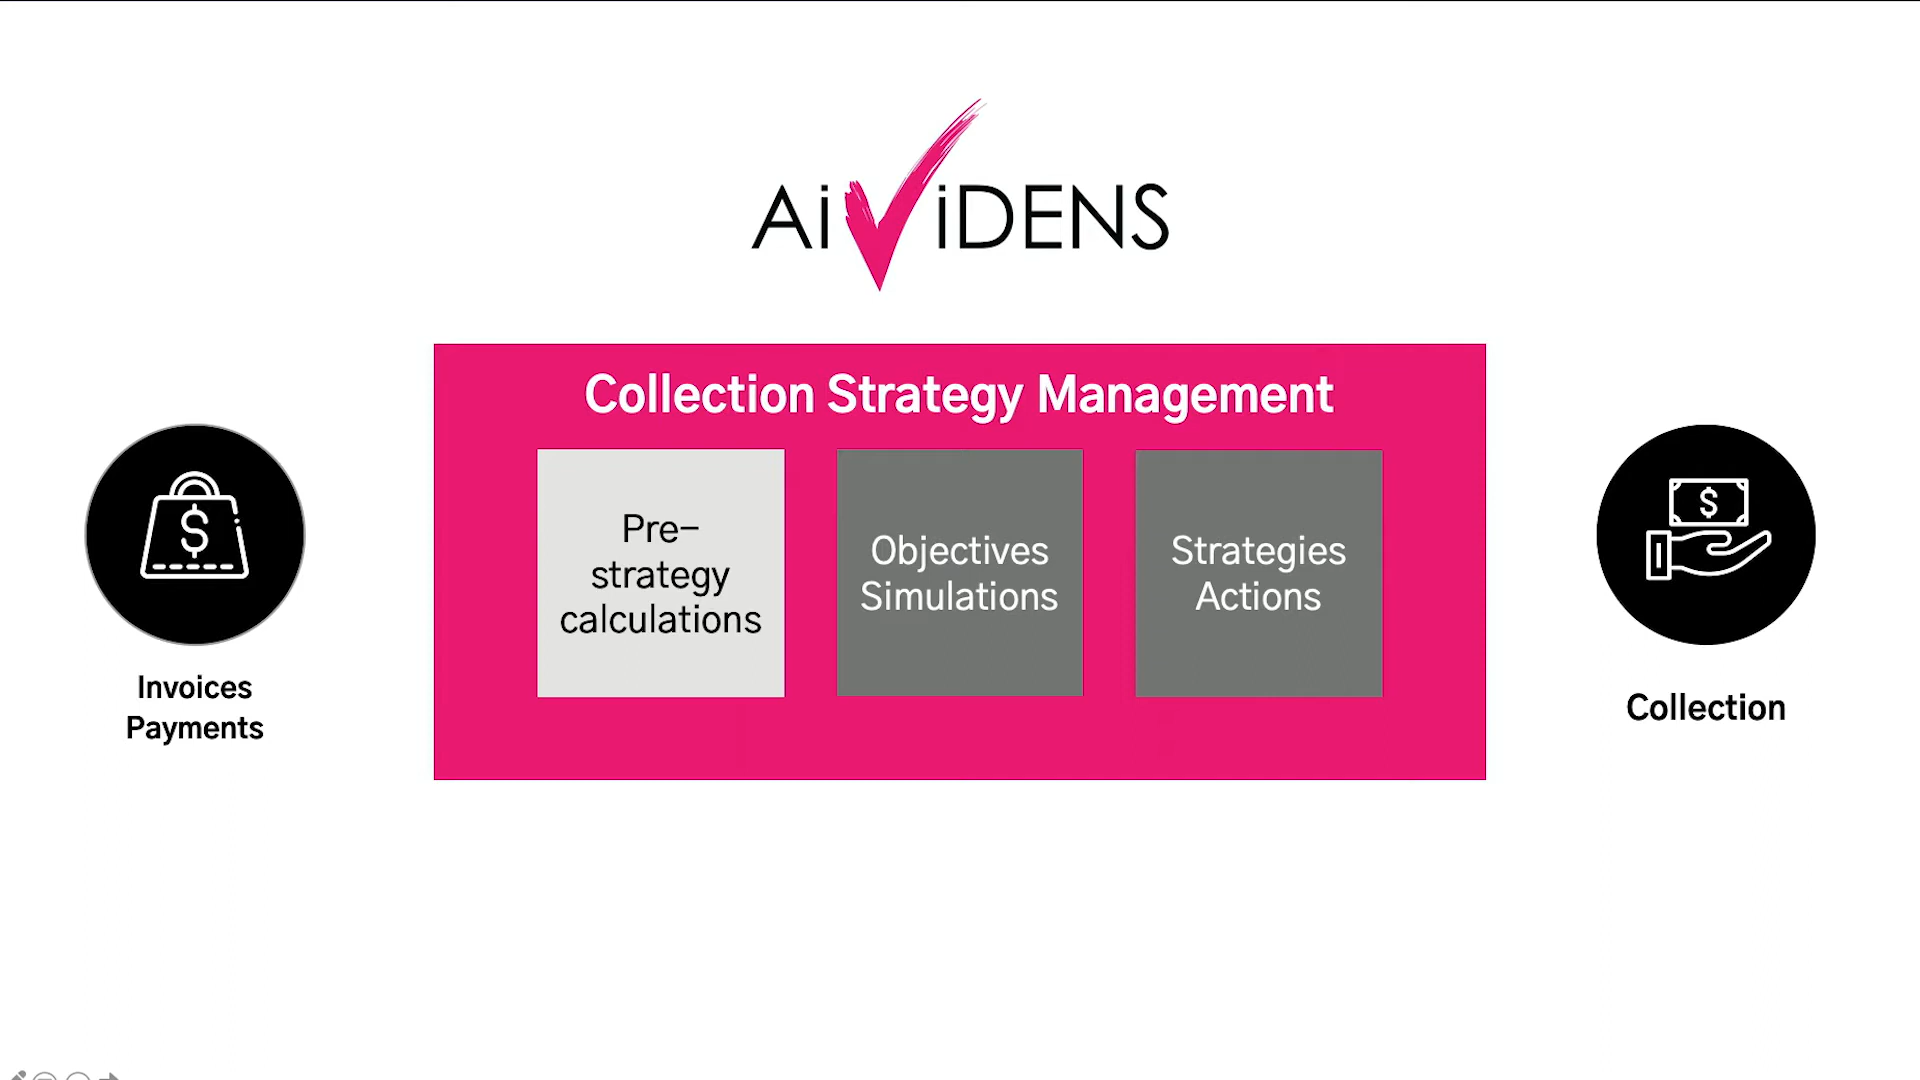 AiViDENS
Collection Strategy Management
Pre-
strategy
calculations
Objectives
Simulations
Strategies
Actions
$
Invoices
Payments
$
Collection